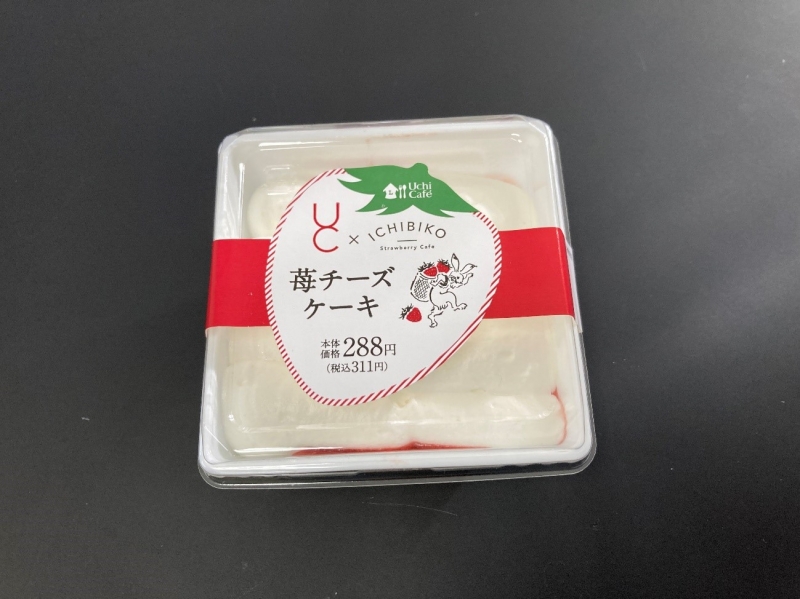 Uchi
Café
UC × ICHIBIKO
Strawberry Cafe
苺チーズ
ケーキ
本体
価格 288円
(税込311円)